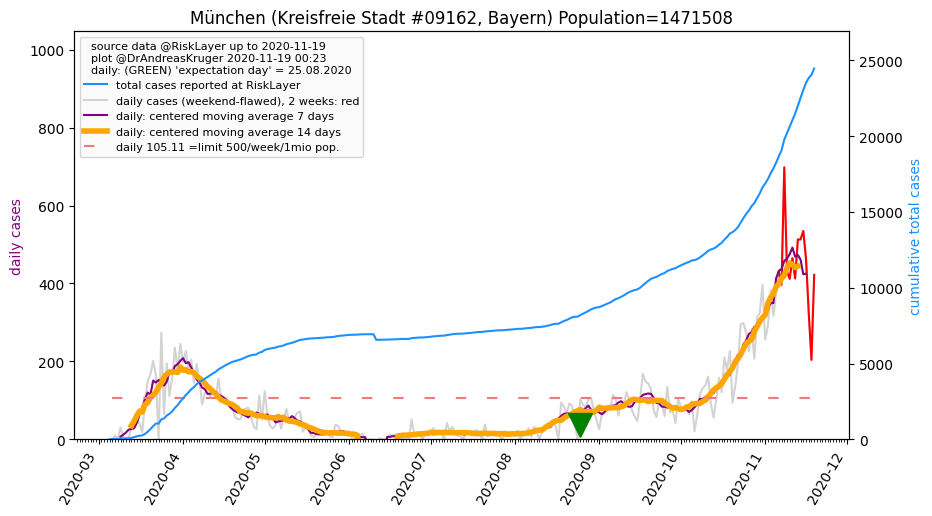 München (Kreisfreie Stadt #09162, Bayern) Population=1471508
source data @RiskLayer up to 2020-11-19
plot @DrAndreasKruger 2020-11-19 00:23
daily: (GREEN) 'expectation day' = 25.08.2020
total cases reported at RiskLayer
daily cases (weekend-flawed), 2 weeks: red
daily: centered moving average 7 days
daily: centered moving average 14 days
daily 105.11 =limit 500/week/1mio pop.
daily cases
1000
800
600
400
200
0
25000
20000
15000
10000
5000
0
cumulative total cases
2020-03
2020-04
2020-05
2020-06
2020-07
2020-08
2020-09
2020-10
2020-11
2020-12